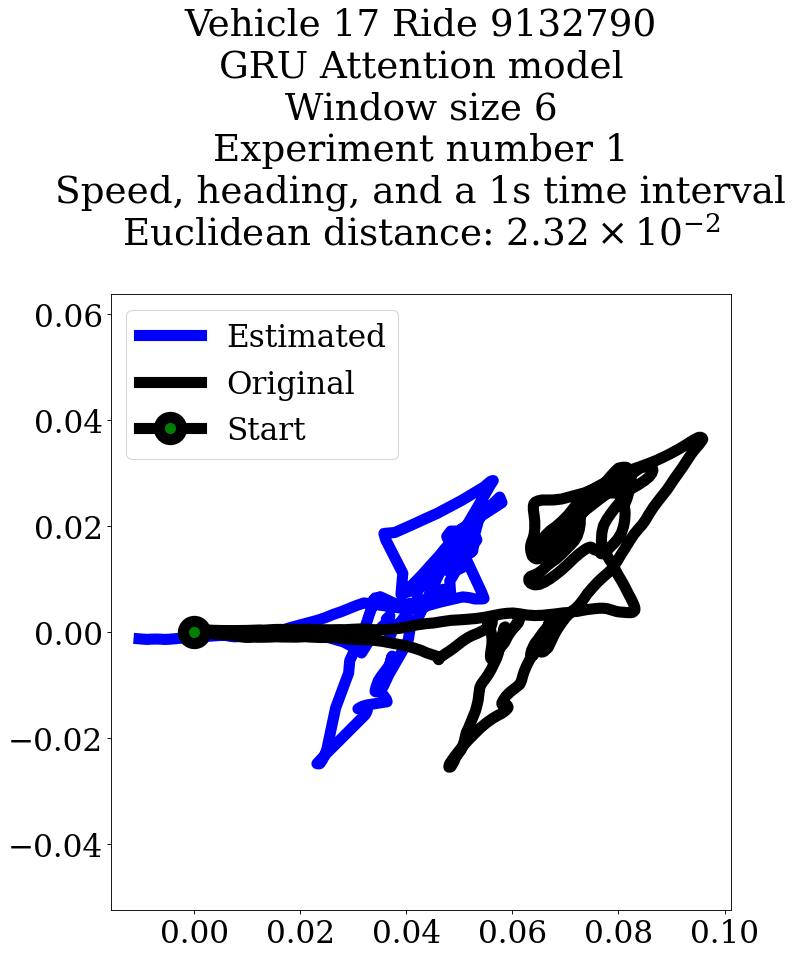 Vehicle 17 Ride 9132790
GRU Attention model
Window size 6
Experiment number 1
Speed, heading, and a 1s time interval
Euclidean distance: 2.32 × 10⁻²
Estimated
Original
Start
0.06
0.04
0.02
0.00
−0.02
−0.04
0.00 0.02 0.04 0.06 0.08 0.10